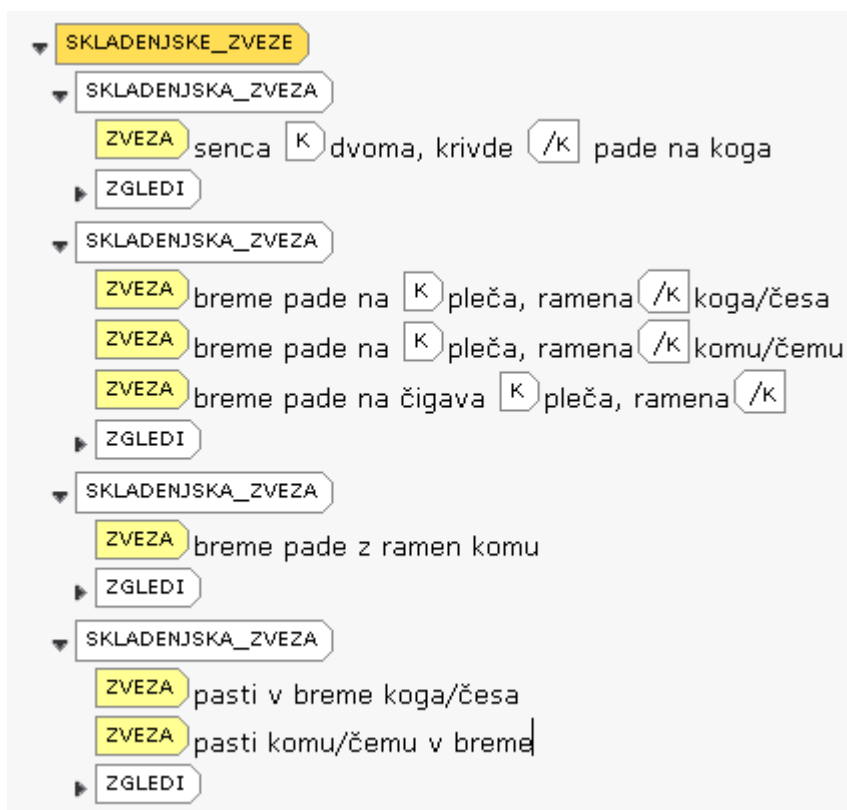 SKLADENJSKE_ZVEZE
SKLADENJSKA_ZVEZA
ZVEZA senca K dvoma, krivde /K pade na koga
ZGLEDI
SKLADENJSKA_ZVEZA
ZVEZA breme pade na K pleča, ramena /K koga/česa
ZVEZA breme pade na K pleča, ramena /K komu/čemu
ZVEZA breme pade na čigava K pleča, ramena /K
ZGLEDI
SKLADENJSKA_ZVEZA
ZVEZA breme pade z ramen komu
ZGLEDI
SKLADENJSKA_ZVEZA
ZVEZA pasti v breme koga/česa
ZVEZA pasti komu/čemu v breme
ZGLEDI